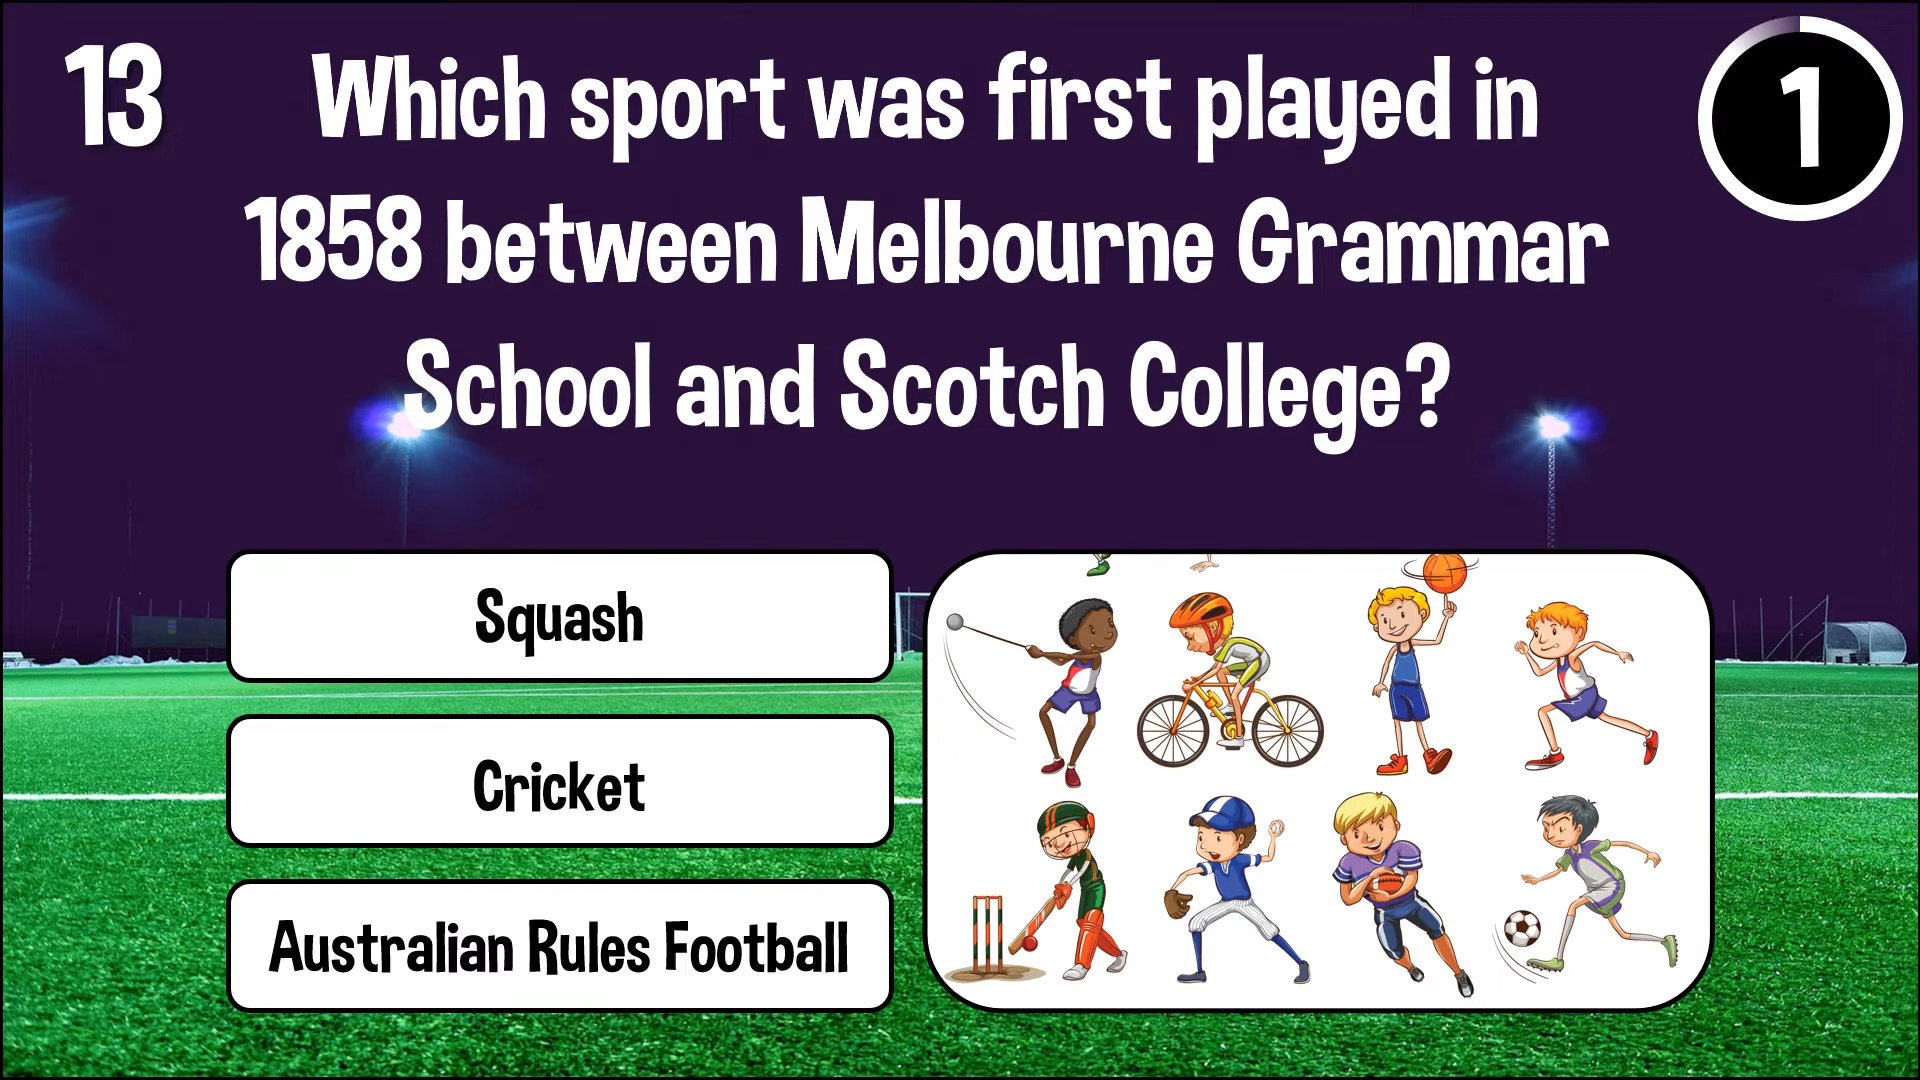 13
Which sport was first played in
1858 between Melbourne Grammar
School and Scotch College?
1
Squash
Cricket
Australian Rules Football